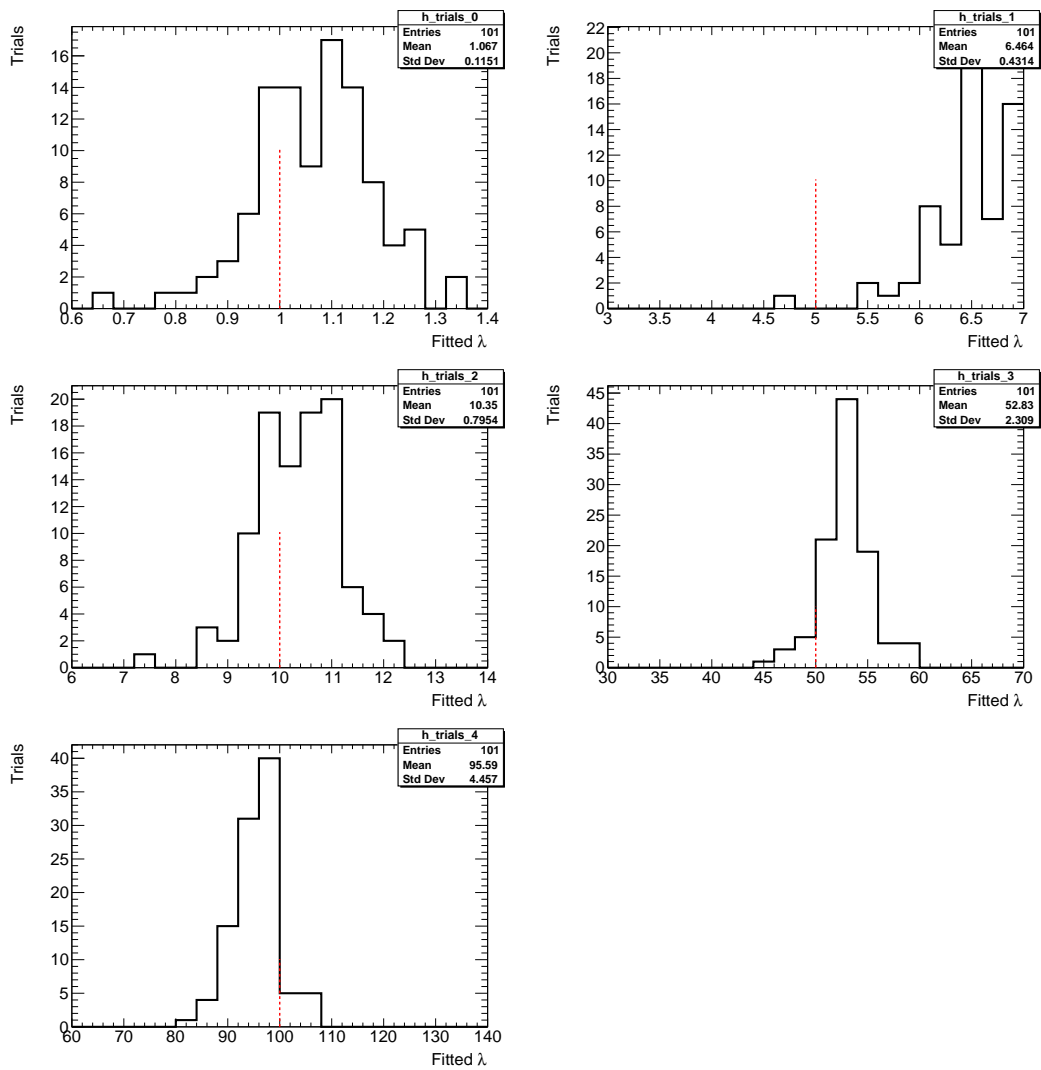 h_trials_0
Entries 101
Mean 1.067
Std Dev 0.1151
Trials
16
14
12
10
8
6
4
2
0
0.6 0.7 0.8 0.9 1 1.1 1.2 1.3 1.4
Fitted λ
h_trials_1
Entries 101
Mean 6.464
Std Dev 0.4314
Trials
22
20
18
16
14
12
10
8
6
4
2
0
3 3.5 4 4.5 5 5.5 6 6.5 7
Fitted λ
h_trials_2
Entries 101
Mean 10.35
Std Dev 0.7954
Trials
20
18
16
14
12
10
8
6
4
2
0
6 7 8 9 10 11 12 13 14
Fitted λ
h_trials_3
Entries 101
Mean 52.83
Std Dev 2.309
Trials
45
40
35
30
25
20
15
10
5
0
30 35 40 45 50 55 60 65 70
Fitted λ
h_trials_4
Entries 101
Mean 95.59
Std Dev 4.457
Trials
40
35
30
25
20
15
10
5
0
60 70 80 90 100 110 120 130 140
Fitted λ